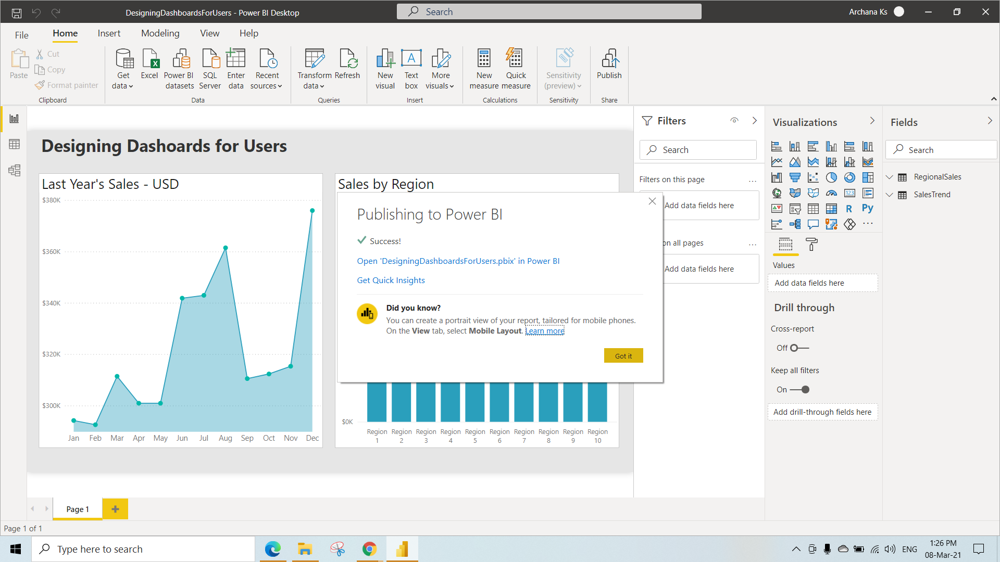 DesigningDashboardsForUsers - Power BI Desktop
Search
Archana Ks
File
Home
Insert
Modeling
View
Help
Paste
Cut
Copy
Format painter
Clipboard
Get data
Excel
Power BI datasets
SQL Server
Enter data
Recent sources
Data
Transform data
Refresh
Queries
New visual
Text box
More visuals
Insert
New measure
Quick measure
Calculations
Sensitivity (preview)
Sensitivity
Publish
Share
Designing Dashoards for Users
Last Year's Sales - USD
$380K
$360K
$340K
$320K
$300K
Jan Feb Mar Apr May Jun Jul Aug Sep Oct Nov Dec
Sales by Region
$0K
Region 1
Region 2
Region 3
Region 4
Region 5
Region 6
Region 7
Region 8
Region 9
Region 10
Publishing to Power BI
Success!
Open 'DesigningDashboardsForUsers.pbix' in Power BI
Get Quick Insights
Did you know?
You can create a portrait view of your report, tailored for mobile phones.
On the View tab, select Mobile Layout. Learn more
Got it
Filters
Search
Filters on this page
...
Add data fields here
on all pages
...
Add data fields here
Visualizations
123
R
Py
...
Values
Add data fields here
Drill through
Cross-report
Off
Keep all filters
On
Add drill-through fields here
Fields
Search
RegionalSales
SalesTrend
Page 1
Page 1 of 1
Type here to search
ENG
1:26 PM
08-Mar-21